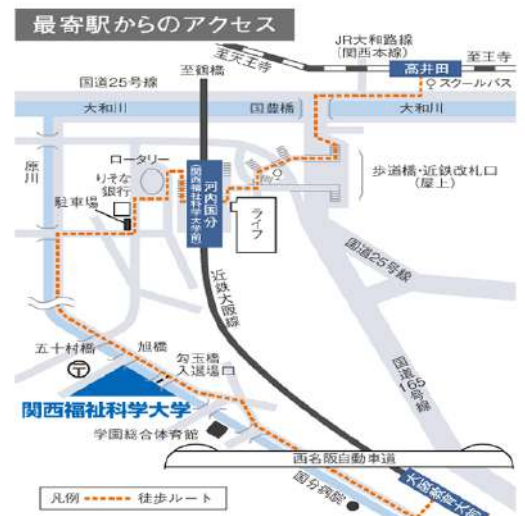 最寄駅からのアクセス
JR大和路線
(関西本線)
至天王寺
高井田
至王寺
スクールバス
国道25号線
至鶴橋
大和川
国豊橋
大和川
原川
ロータリー
りそな
銀行
駐車場
河内国分
(関西福祉科学大学前)
ライフ
歩道橋・近鉄改札口
(屋上)
国道25号線
近鉄大阪線
国道165号線
五十村橋
旭橋
勾玉橋
入退場口
関西福祉科学大学
学園総合体育館
西名阪自動車道
大阪教育大前
国分病院
凡例
徒歩ルート